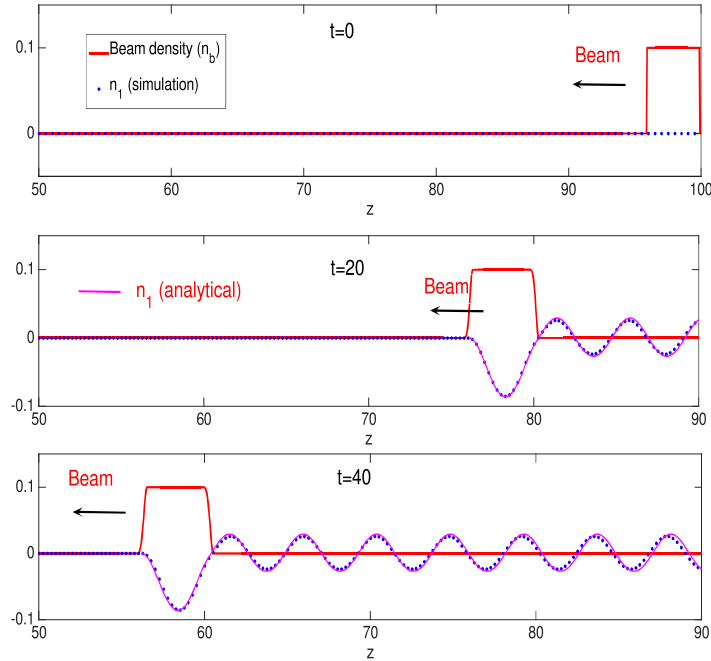 t=0
0.1
Beam density (n_b)
n_1 (simulation)
Beam
0
50 60 70 80 90 100
z
t=20
0.1
n_1 (analytical)
Beam
0
-0.1
50 60 70 80 90
z
Beam
t=40
0.1
0
-0.1
50 60 70 80 90
z